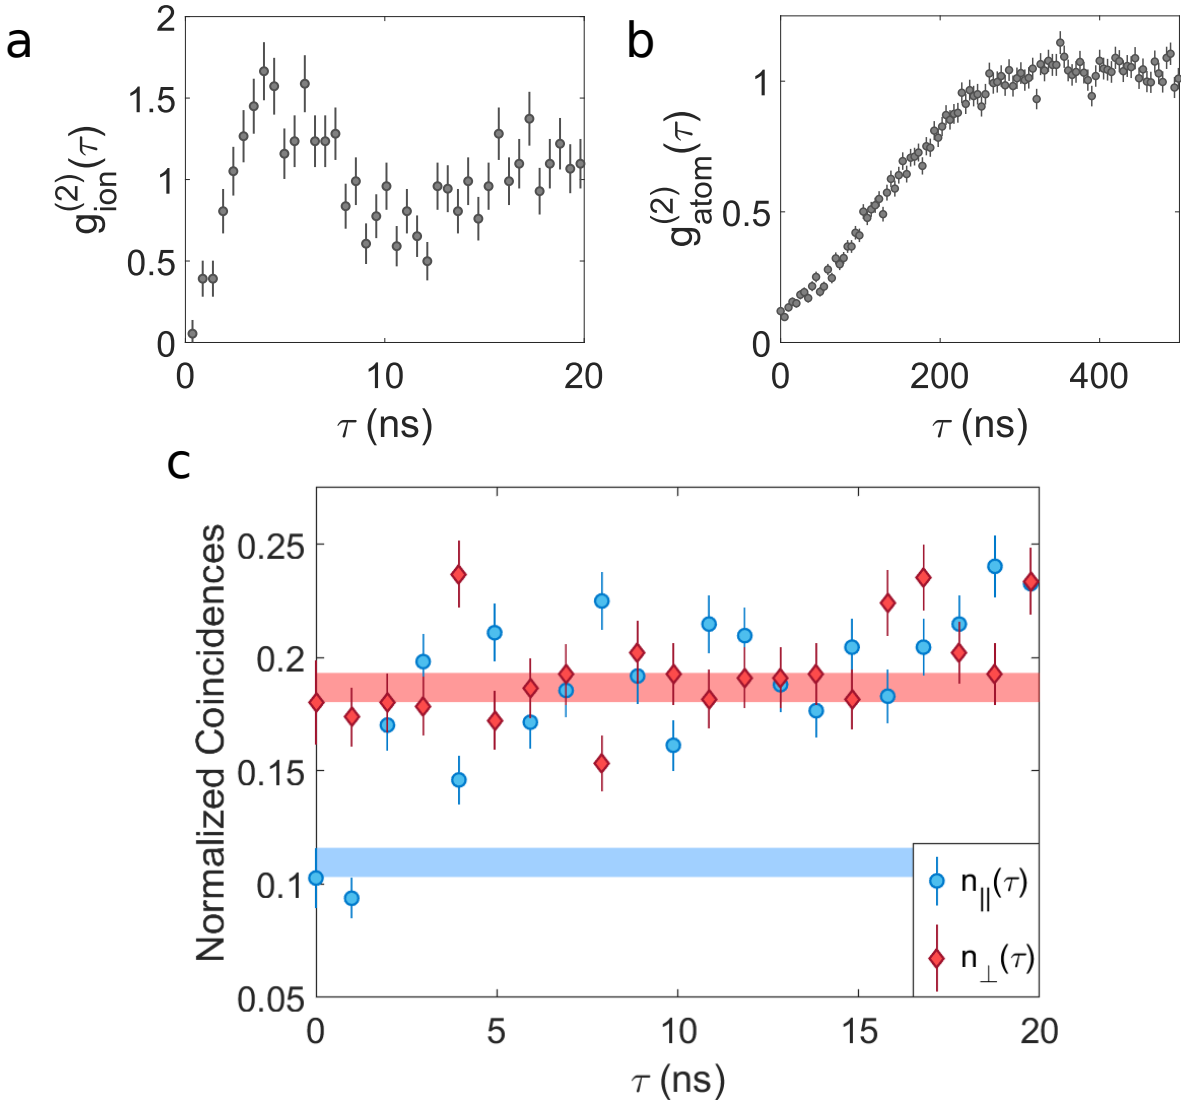 a
2
1.5
1
0.5
0
0 10 20
τ (ns)
g(2)ion(τ)
b
1
0.5
0
0 200 400
τ (ns)
g(2)atom(τ)
c
0.25
0.2
0.15
0.1
0.05
0 5 10 15 20
τ (ns)
Normalized Coincidences
n||(τ)
n⊥(τ)